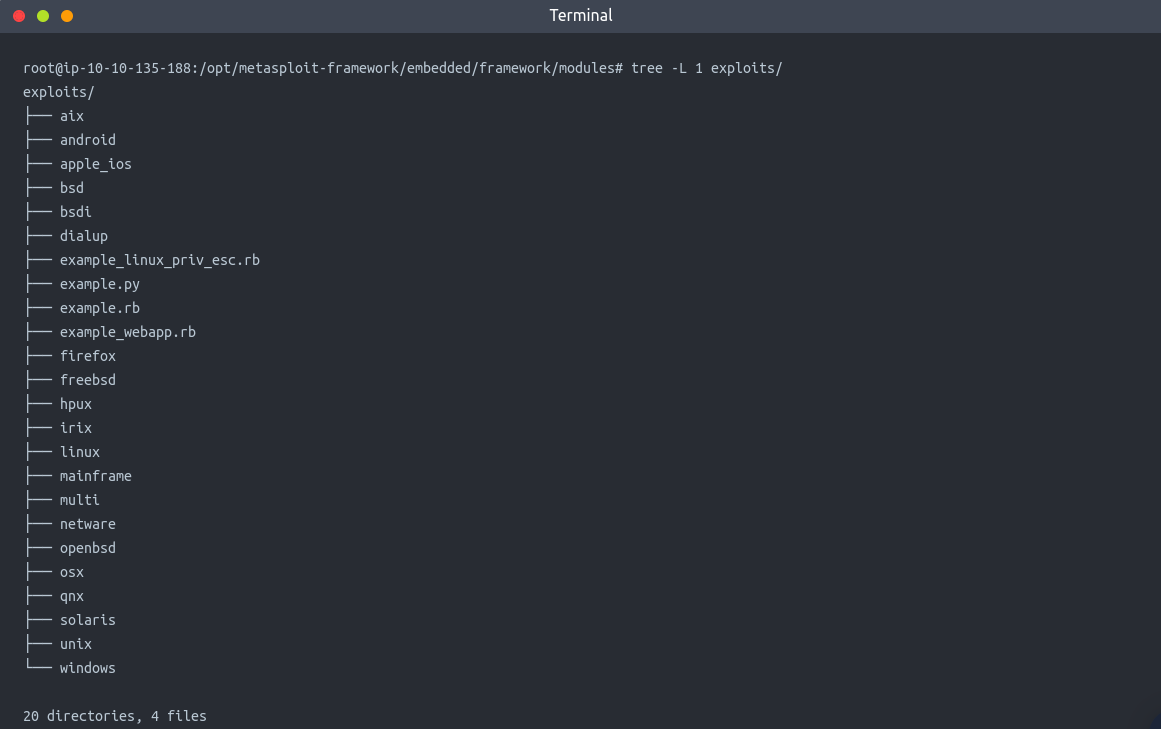 Terminal
root@ip-10-10-135-188:/opt/metasploit-framework/embedded/framework/modules# tree -L 1 exploits/
exploits/
├── aix
├── android
├── apple_ios
├── bsd
├── bsdi
├── dialup
├── example_linux_priv_esc.rb
├── example.py
├── example.rb
├── example_webapp.rb
├── firefox
├── freebsd
├── hpux
├── irix
├── linux
├── mainframe
├── multi
├── netware
├── openbsd
├── osx
├── qnx
├── solaris
├── unix
└── windows
20 directories, 4 files